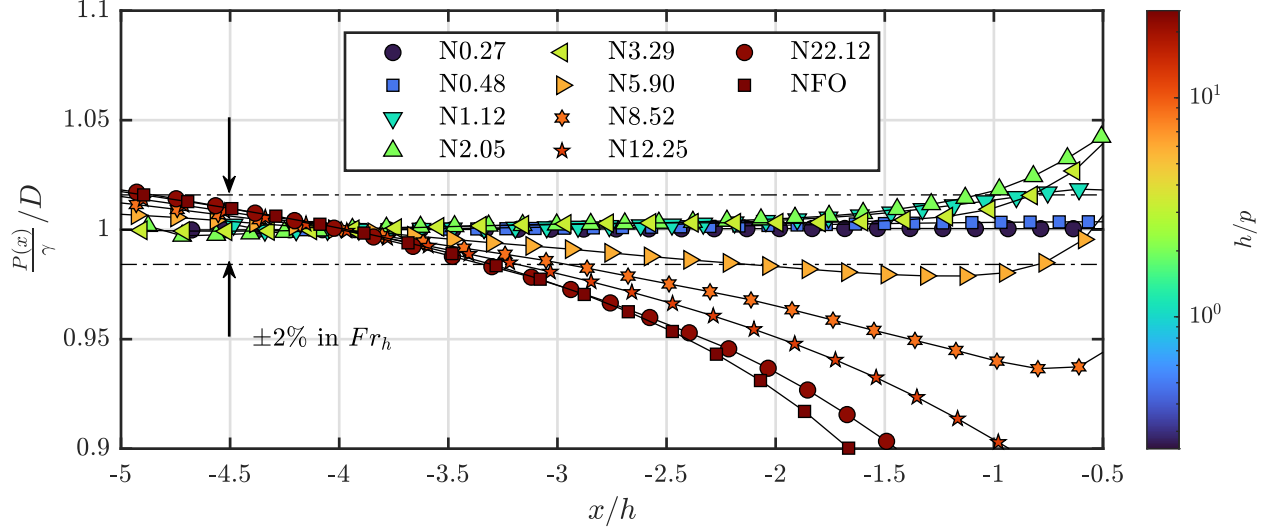 1.1
1.05
1
0.95
0.9
P(x)/γ /D
N0.27 N3.29 N22.12
N0.48 N5.90 NFO
N1.12 N8.52
N2.05 N12.25
±2% in Fr_h
-5 -4.5 -4 -3.5 -3 -2.5 -2 -1.5 -1 -0.5
x/h
10^1
10^0
h/d